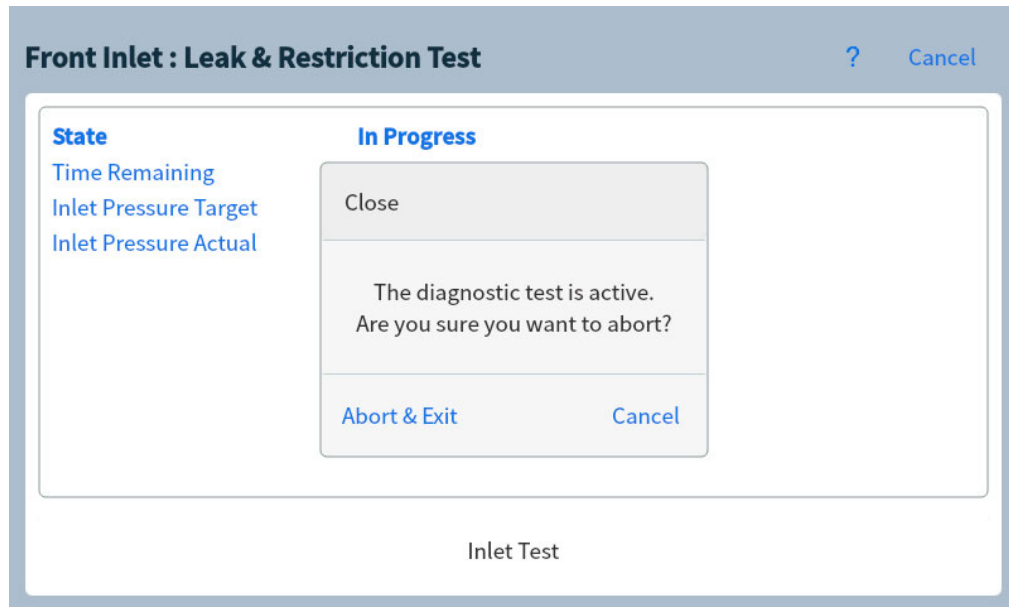 Front Inlet : Leak & Restriction Test
? Cancel
State In Progress
Time Remaining
Inlet Pressure Target
Inlet Pressure Actual
Close
The diagnostic test is active.
Are you sure you want to abort?
Abort & Exit Cancel
Inlet Test